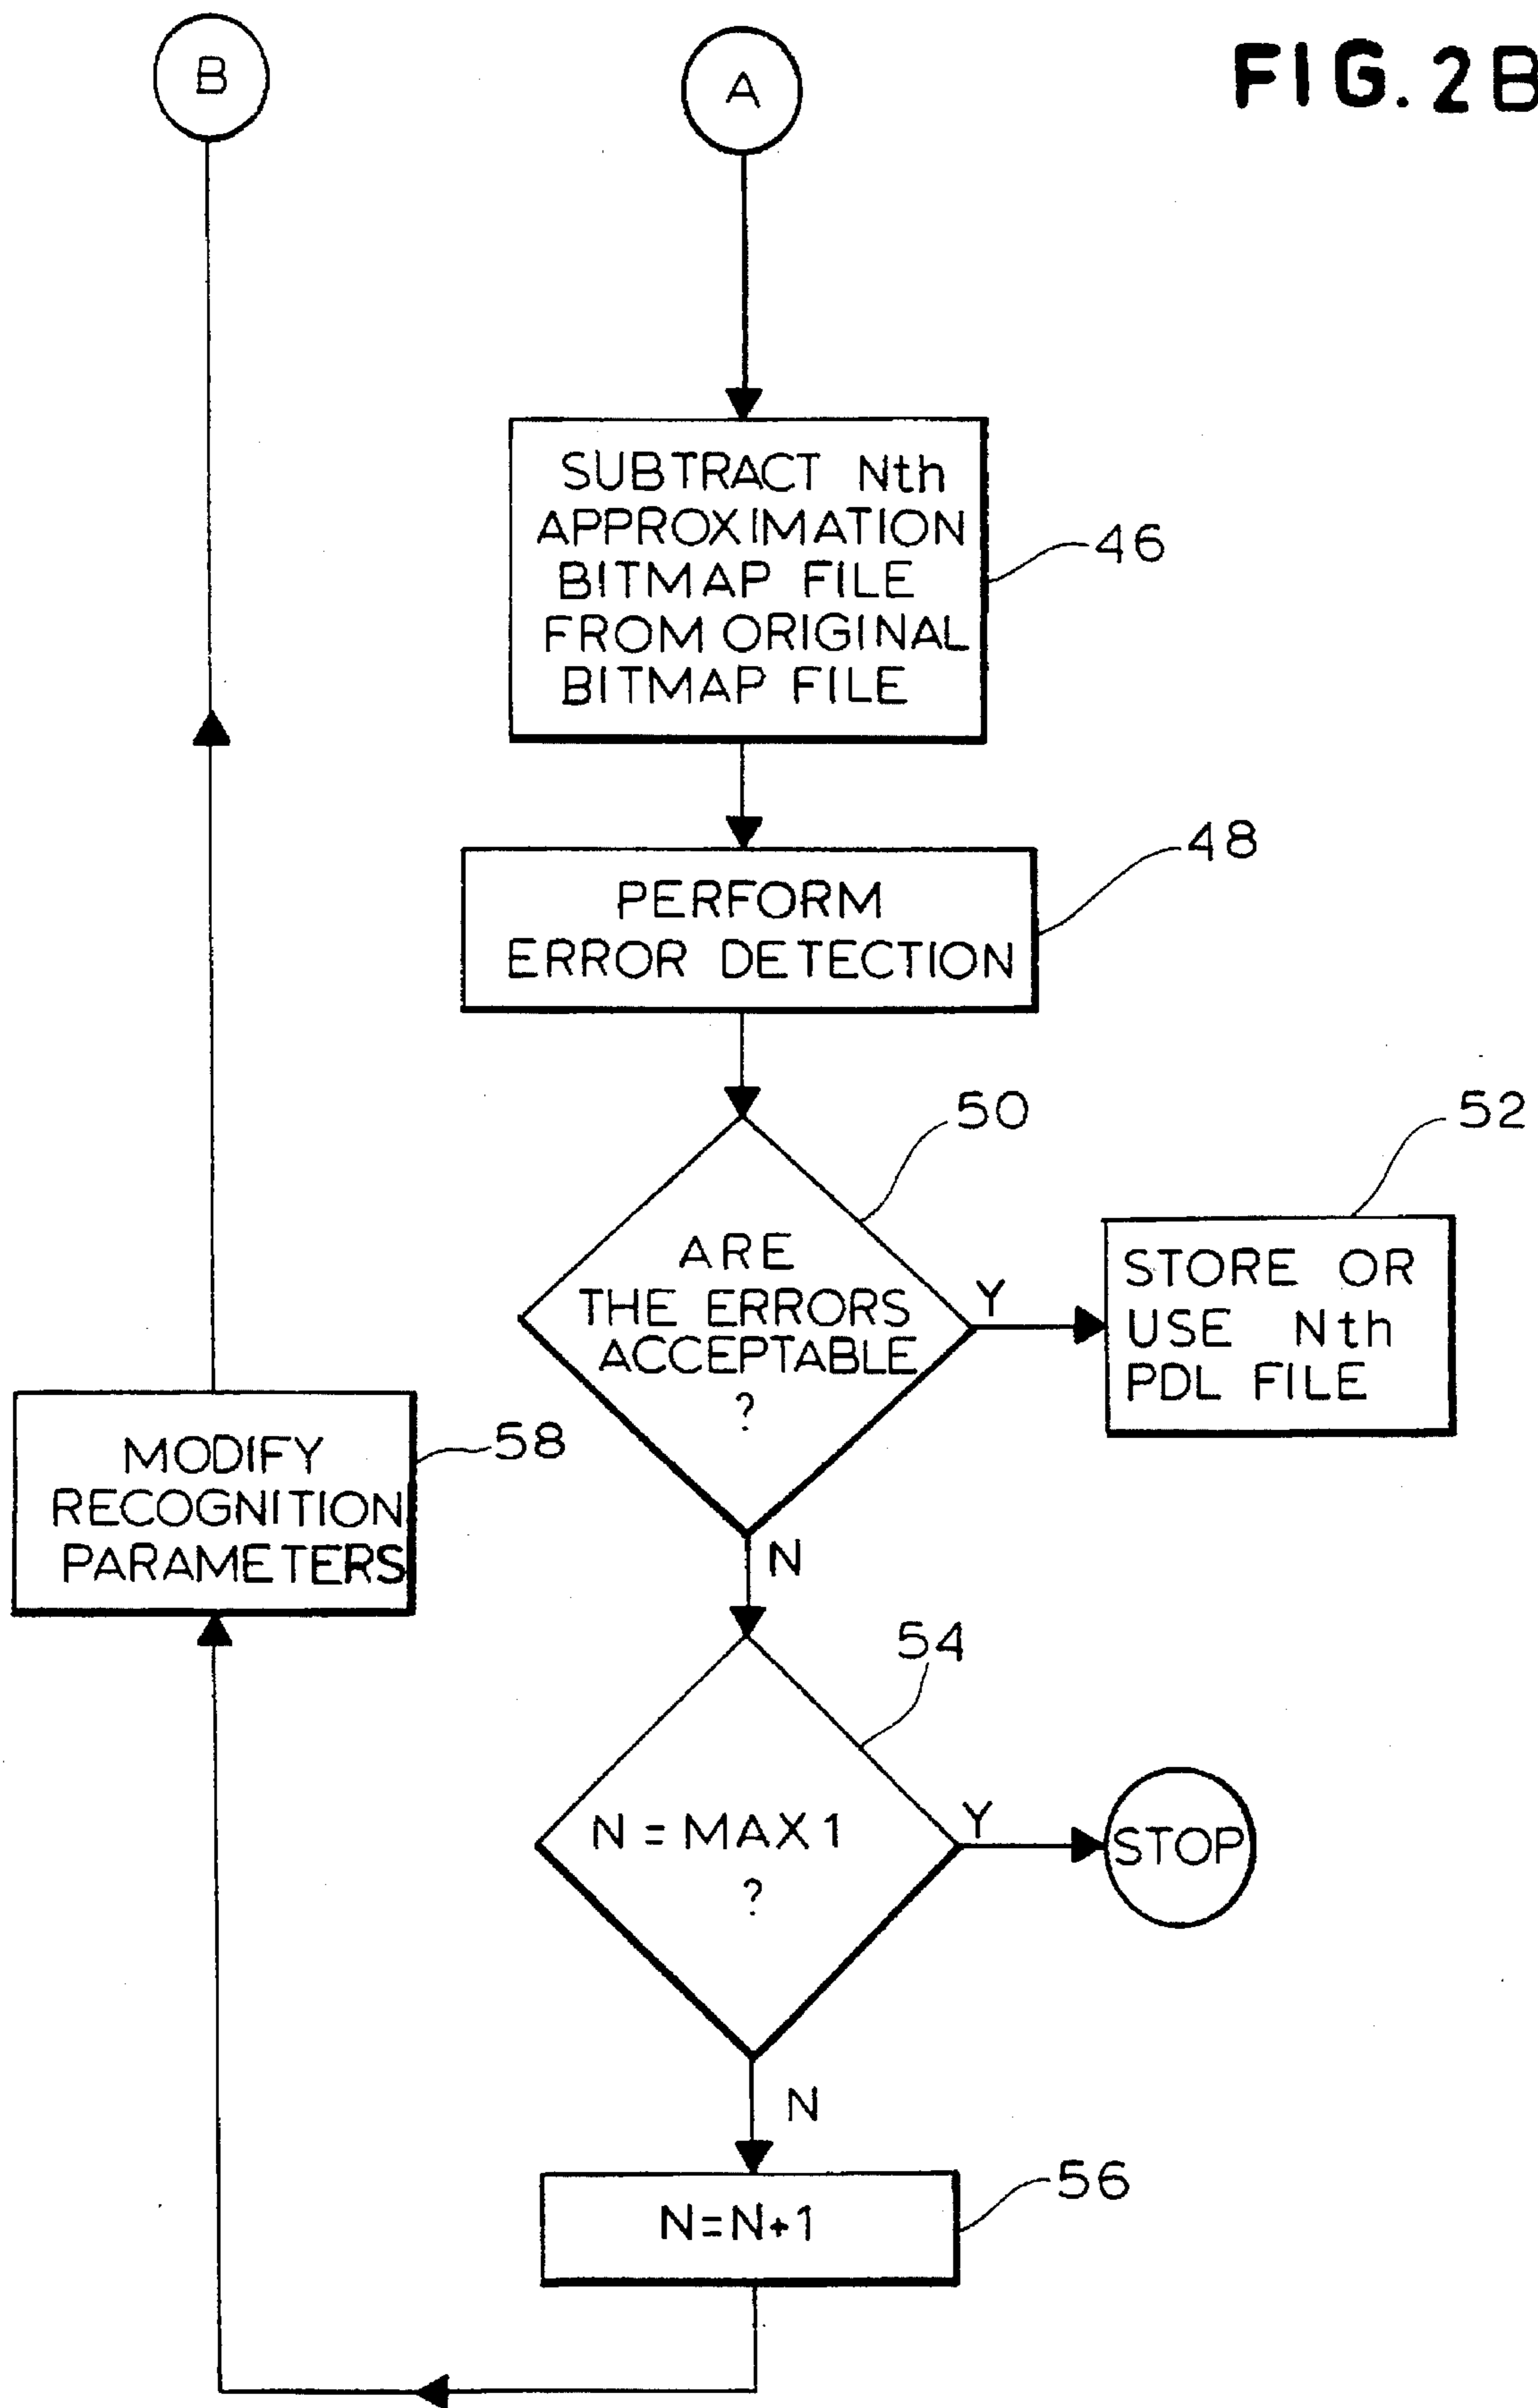 FIG. 2B
B
A
SUBTRACT Nth
APPROXIMATION
BITMAP FILE
FROM ORIGINAL
BITMAP FILE
46
PERFORM
ERROR DETECTION
48
50
ARE
THE ERRORS
ACCEPTABLE
?
Y
52
STORE OR
USE Nth
PDL FILE
N
MODIFY
RECOGNITION
PARAMETERS
58
54
N = MAX 1
?
Y
STOP
N
N=N+1
56